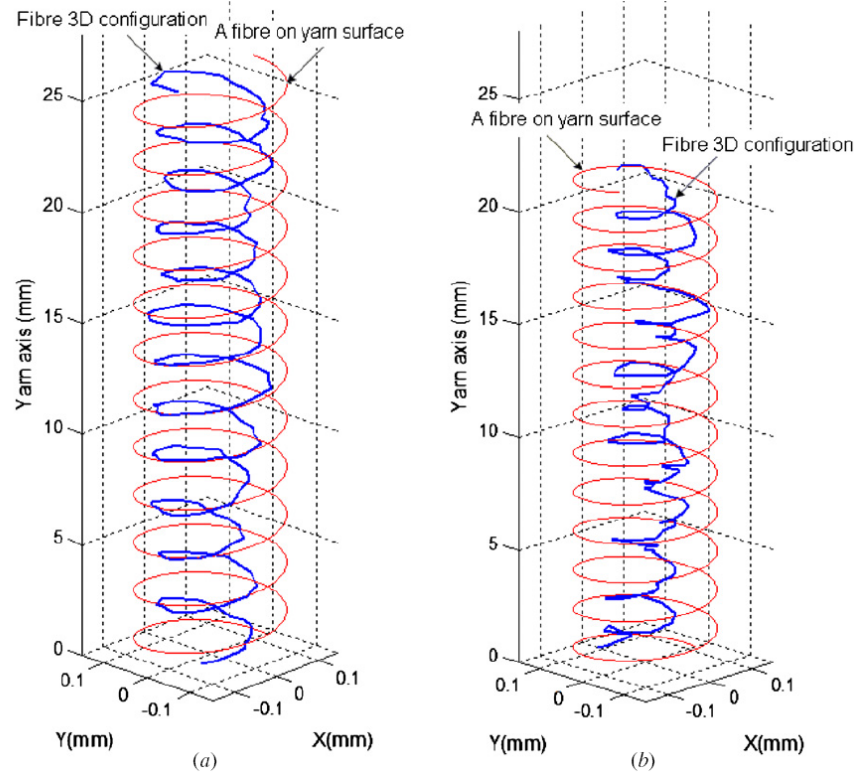 Fibre 3D configuration
A fibre on yarn surface
25
20
15
10
5
0
Yarn axis (mm)
0.1
0
-0.1
Y(mm)
-0.1
0
0.1
X(mm)
(a)
A fibre on yarn surface
Fibre 3D configuration
25
20
15
10
5
0
Yarn axis (mm)
0.1
0
-0.1
Y(mm)
-0.1
0
0.1
X(mm)
(b)